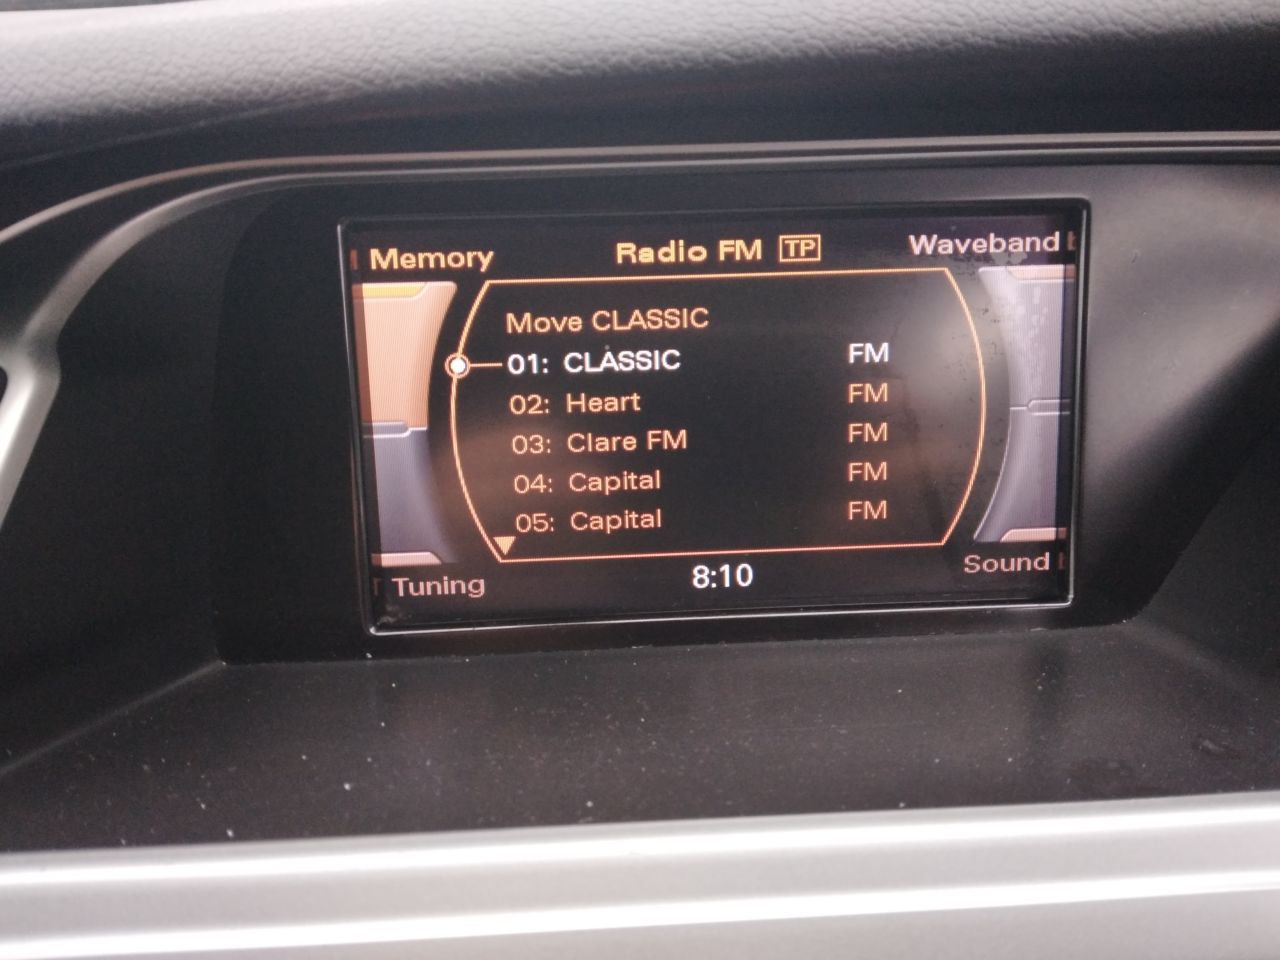 Memory Radio FM TP Waveband
Move CLASSIC
01: CLASSIC FM
02: Heart FM
03: Clare FM FM
04: Capital FM
05: Capital FM
Tuning 8:10 Sound